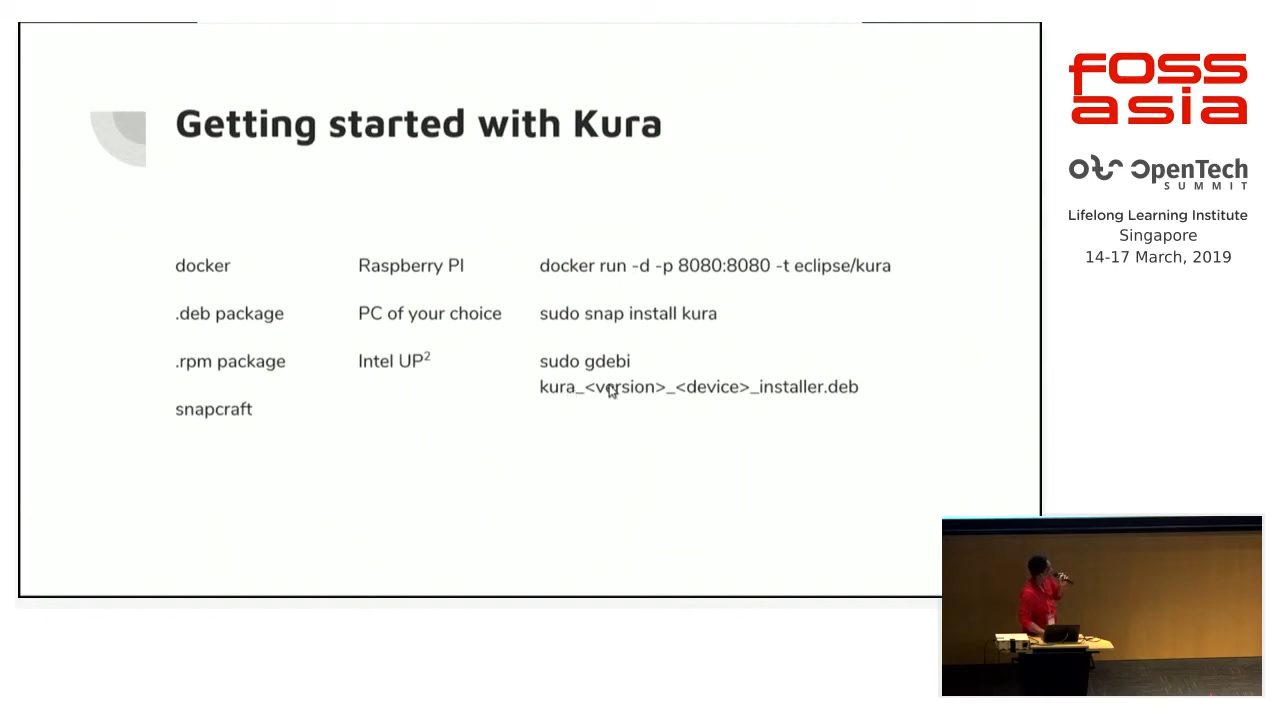 Getting started with Kura
docker
.deb package
.rpm package
snapcraft
Raspberry PI
PC of your choice
Intel UP²
docker run -d -p 8080:8080 -t eclipse/kura
sudo snap install kura
sudo gdebi
kura_<version>_<device>_installer.deb
FOSS
asia
OpenTech
SUMMIT
Lifelong Learning Institute
Singapore
14-17 March, 2019